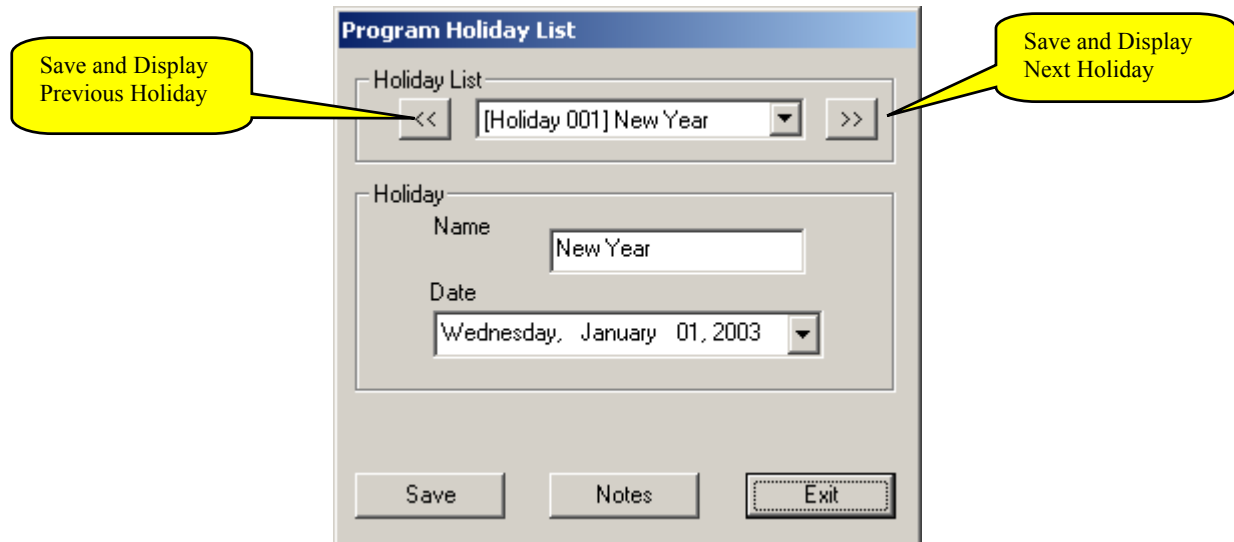 Program Holiday List
Save and Display
Previous Holiday
Save and Display
Next Holiday
Holiday List
<< [Holiday 001] New Year >>
Holiday
Name
New Year
Date
Wednesday, January 01, 2003
Save Notes Exit